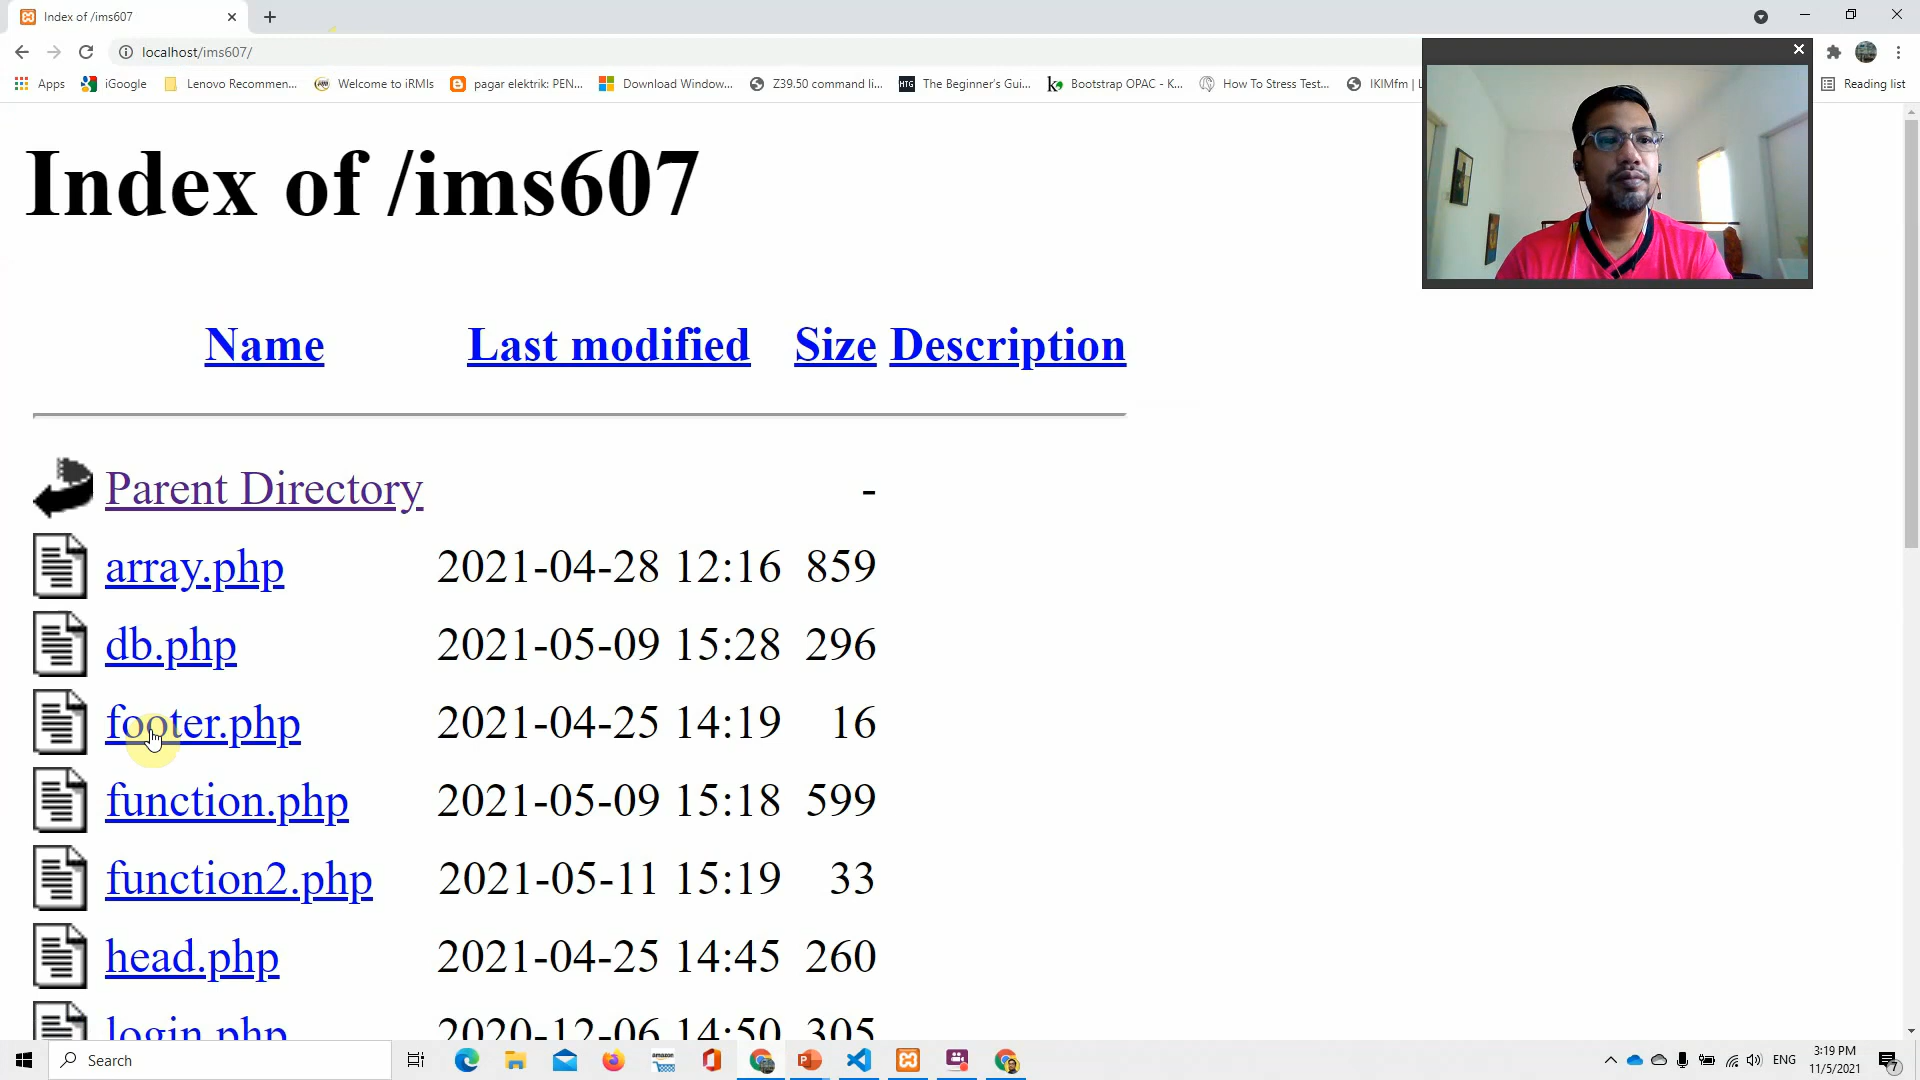 Index of /ims607
localhost/ims607/
Apps iGoogle Lenovo Recommen... Welcome to iRMIs pagar elektrik: PEN... Download Window... Z39.50 command li... HTG The Beginner's Gui... Bootstrap OPAC - K... How To Stress Test... IKIMfm | L Reading list
Index of /ims607
Name Last modified Size Description
Parent Directory -
array.php 2021-04-28 12:16 859
db.php 2021-05-09 15:28 296
footer.php 2021-04-25 14:19 16
function.php 2021-05-09 15:18 599
function2.php 2021-05-11 15:19 33
head.php 2021-04-25 14:45 260
login.php 2020-12-06 14:50 305
Search amazon ENG 3:19 PM
11/5/2021 7